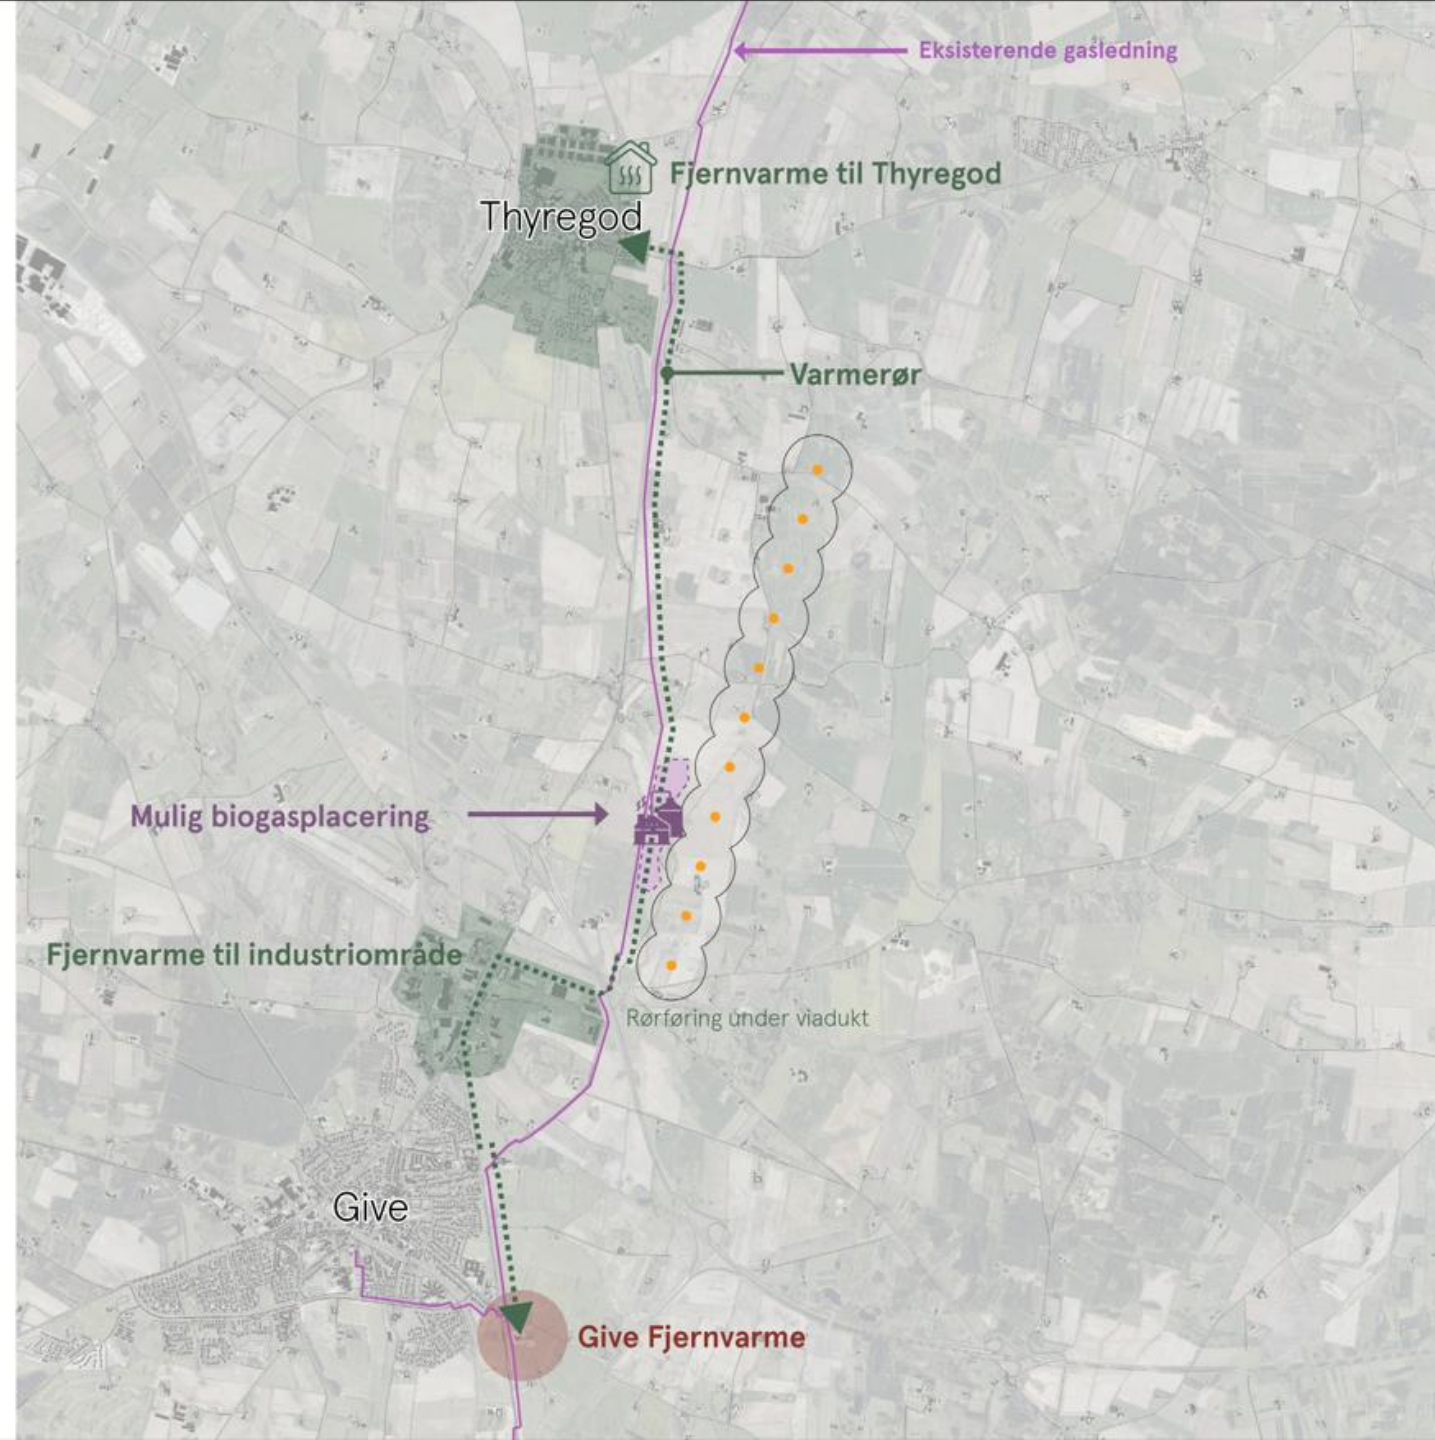 Eksisterende gasledning
Fjernvarme til Thyregod
Thyregod
Varmerør
Mulig biogasplacering
Fjernvarme til industriområde
Rørføring under viadukt
Give
Give Fjernvarme